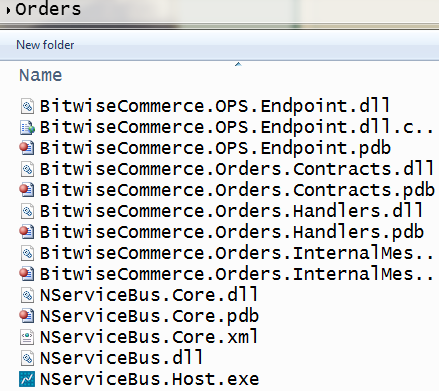 Orders
New folder
Name
BitwiseCommerce.OPS.Endpoint.dll
BitwiseCommerce.OPS.Endpoint.dll.c..
BitwiseCommerce.OPS.Endpoint.pdb
BitwiseCommerce.Orders.Contracts.dll
BitwiseCommerce.Orders.Contracts.pdb
BitwiseCommerce.Orders.Handlers.dll
BitwiseCommerce.Orders.Handlers.pdb
BitwiseCommerce.Orders.InternalMes..
BitwiseCommerce.Orders.InternalMes..
NServiceBus.Core.dll
NServiceBus.Core.pdb
NServiceBus.Core.xml
NServiceBus.dll
NServiceBus.Host.exe